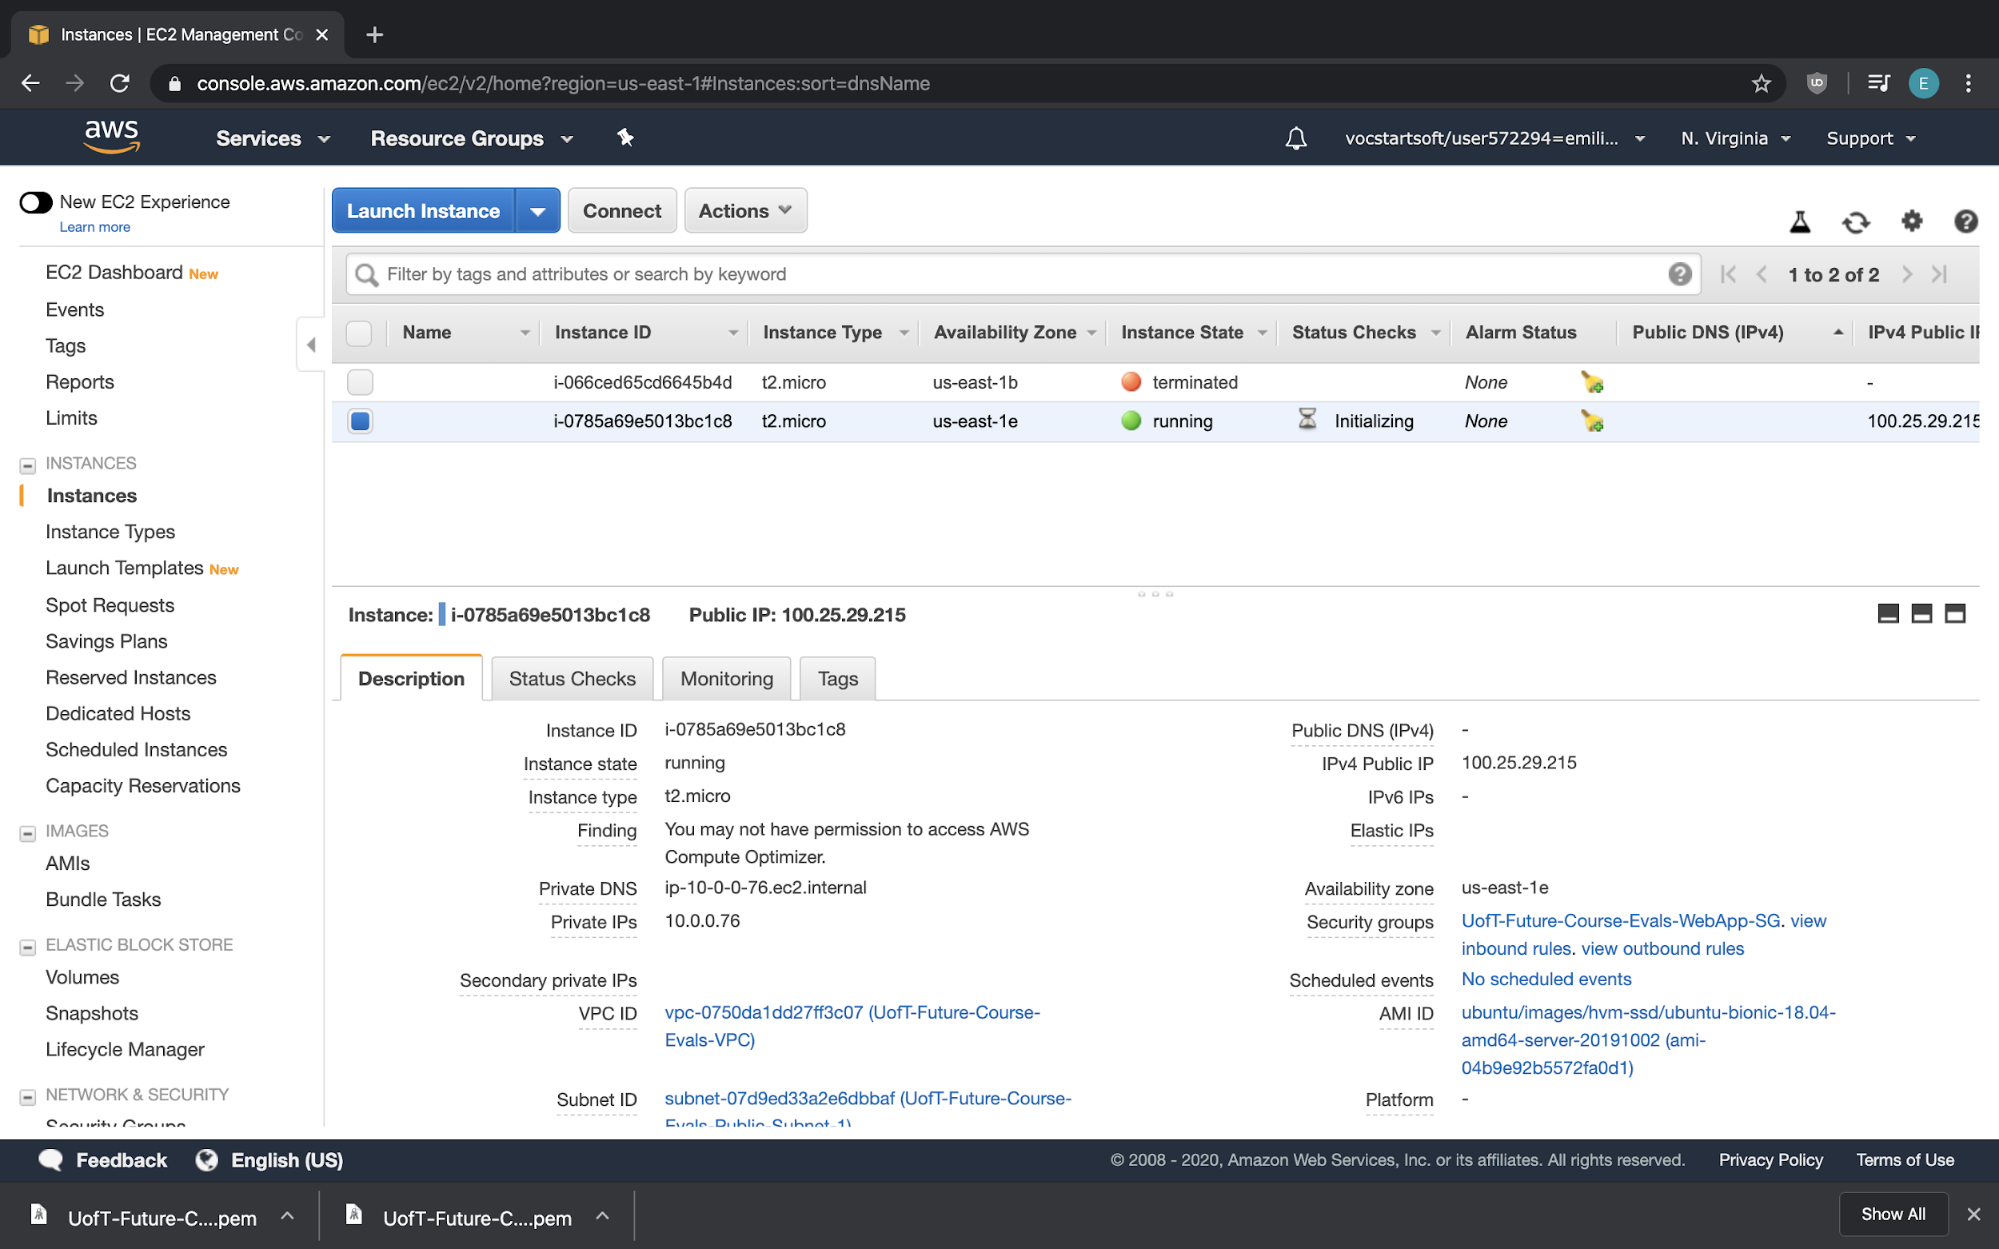 Instances | EC2 Management Co
console.aws.amazon.com/ec2/v2/home?region=us-east-1#Instances:sort=dnsName
E
aws
Services
Resource Groups
vocstartsoft/user572294=emili...
N. Virginia
Support
New EC2 Experience
Learn more
Launch Instance
Connect
Actions
Filter by tags and attributes or search by keyword
1 to 2 of 2
Name
Instance ID
Instance Type
Availability Zone
Instance State
Status Checks
Alarm Status
Public DNS (IPv4)
IPv4 Public IP
i-066ced65cd6645b4d
t2.micro
us-east-1b
terminated
None
-
i-0785a69e5013bc1c8
t2.micro
us-east-1e
running
Initializing
None
100.25.29.215
EC2 Dashboard New
Events
Tags
Reports
Limits
INSTANCES
Instances
Instance Types
Launch Templates New
Spot Requests
Savings Plans
Reserved Instances
Dedicated Hosts
Scheduled Instances
Capacity Reservations
IMAGES
AMIs
Bundle Tasks
ELASTIC BLOCK STORE
Volumes
Snapshots
Lifecycle Manager
NETWORK & SECURITY
Security Groups
Instance: i-0785a69e5013bc1c8
Public IP: 100.25.29.215
Description
Status Checks
Monitoring
Tags
Instance ID
i-0785a69e5013bc1c8
Instance state
running
Instance type
t2.micro
Finding
You may not have permission to access AWS
Compute Optimizer.
Private DNS
ip-10-0-0-76.ec2.internal
Private IPs
10.0.0.76
Secondary private IPs
VPC ID
vpc-0750da1dd27ff3c07 (UofT-Future-Course-
Evals-VPC)
Subnet ID
subnet-07d9ed33a2e6dbbaf (UofT-Future-Course-
Evals-Public-Subnet-1)
Public DNS (IPv4)
-
IPv4 Public IP
100.25.29.215
IPv6 IPs
-
Elastic IPs
Availability zone
us-east-1e
Security groups
UofT-Future-Course-Evals-WebApp-SG. view
inbound rules. view outbound rules
Scheduled events
No scheduled events
AMI ID
ubuntu/images/hvm-ssd/ubuntu-bionic-18.04-
amd64-server-20191002 (ami-
04b9e92b5572fa0d1)
Platform
-
Feedback
English (US)
© 2008 - 2020, Amazon Web Services, Inc. or its affiliates. All rights reserved.
Privacy Policy
Terms of Use
UofT-Future-C....pem
UofT-Future-C....pem
Show All